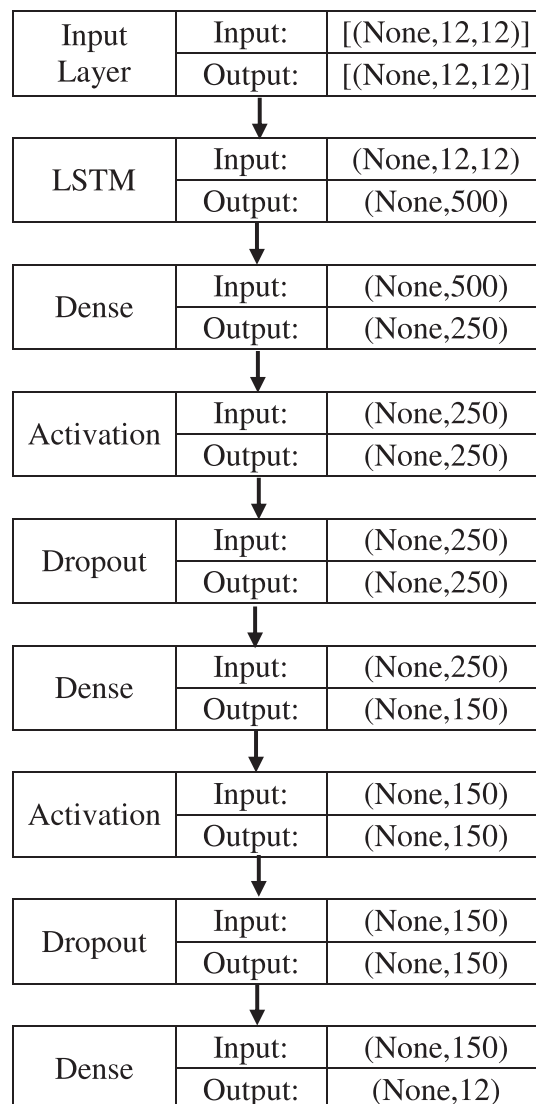 Input Layer
Input: [(None,12,12)]
Output: [(None,12,12)]
LSTM
Input: (None,12,12)
Output: (None,500)
Dense
Input: (None,500)
Output: (None,250)
Activation
Input: (None,250)
Output: (None,250)
Dropout
Input: (None,250)
Output: (None,250)
Dense
Input: (None,250)
Output: (None,150)
Activation
Input: (None,150)
Output: (None,150)
Dropout
Input: (None,150)
Output: (None,150)
Dense
Input: (None,150)
Output: (None,12)